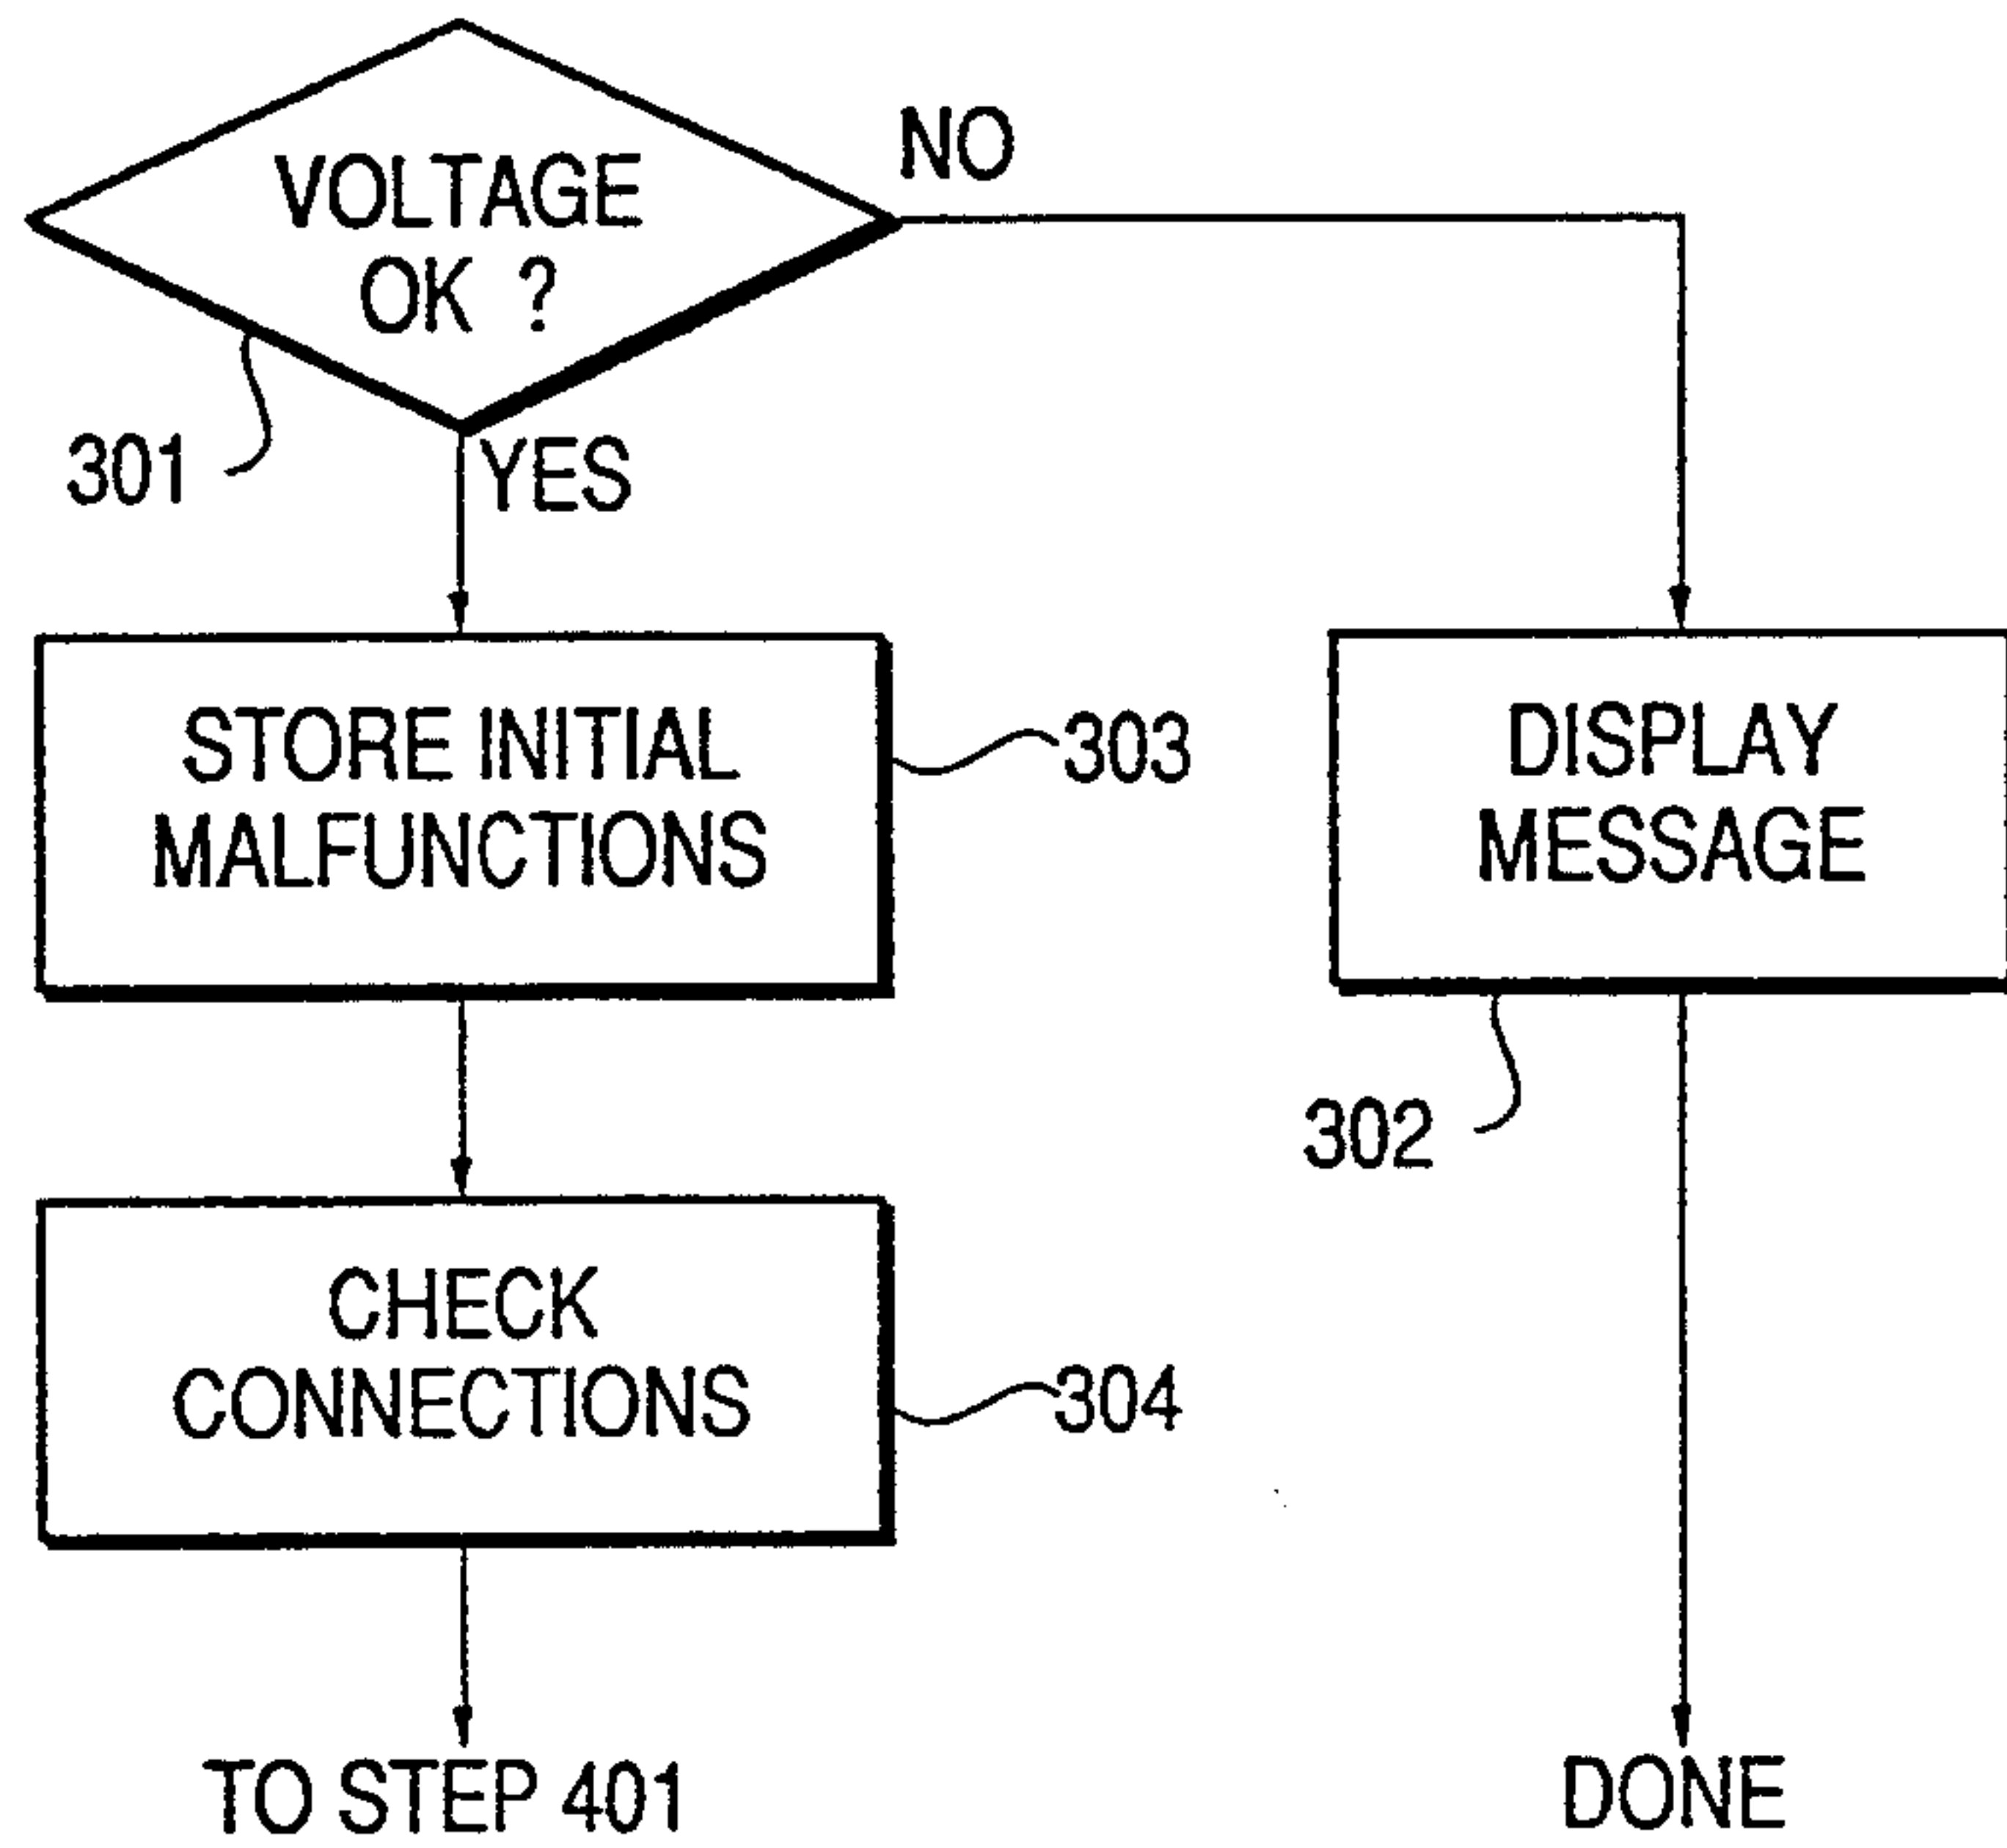 VOLTAGE
OK ?
NO
301
YES
STORE INITIAL
MALFUNCTIONS
303
DISPLAY
MESSAGE
302
CHECK
CONNECTIONS
304
TO STEP 401
DONE